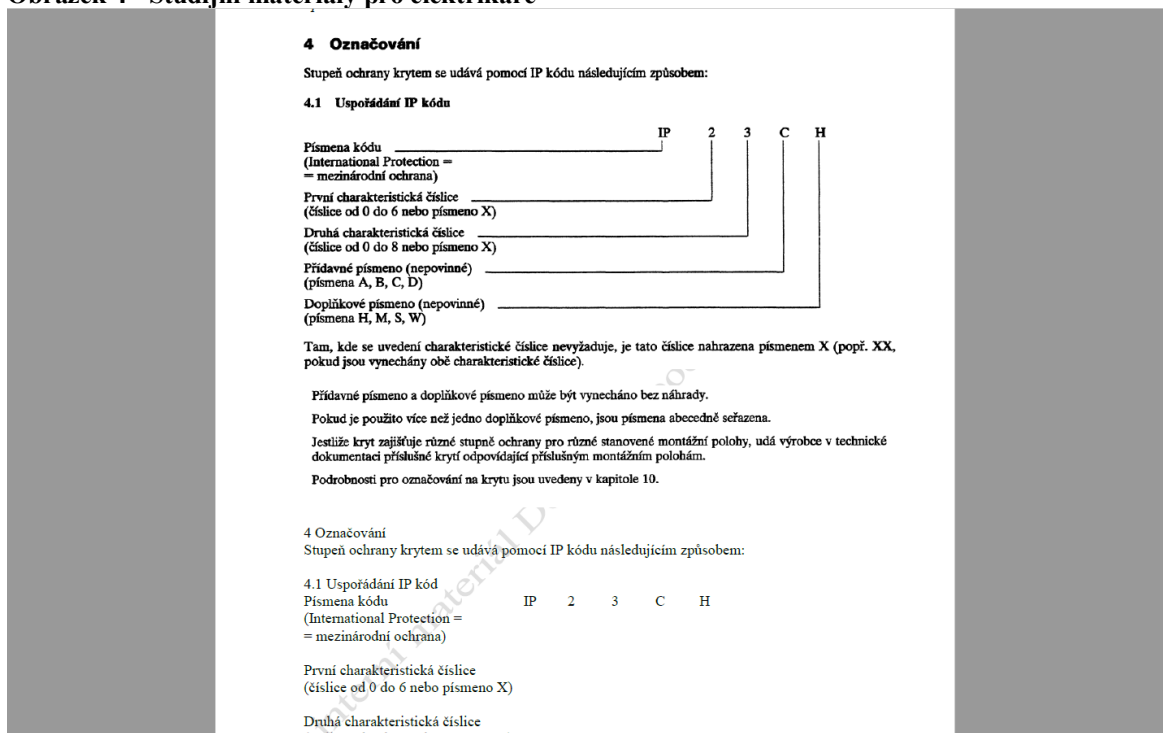 Obrázek Studijní materiály pro elektrikáře
4 Označování
Stupeň ochrany krytem se udává pomocí IP kódu následujícím způsobem:
4.1 Uspořádání IP kódu
IP 2 3 C H
Písmena kódu
(International Protection =
= mezinárodní ochrana)
První charakteristická číslice
(číslice od 0 do 6 nebo písmeno X)
Druhá charakteristická číslice
(číslice od 0 do 8 nebo písmeno X)
Přídavné písmeno (nepovinné)
(písmena A, B, C, D)
Doplňkové písmeno (nepovinné)
(písmena H, M, S, W)
Tam, kde se uvedení charakteristické číslice nevyžaduje, je tato číslice nahrazena písmenem X (popř. XX,
pokud jsou vynechány obě charakteristické číslice).
Přídavné písmeno a doplňkové písmeno může být vynecháno bez náhrady.
Pokud je použito více než jedno doplňkové písmeno, jsou písmena abecedně seřazena.
Jestliže kryt zajišťuje různé stupně ochrany pro různé stanovené montážní polohy, udá výrobce v technické
dokumentaci příslušné krytí odpovídající příslušným montážním polohám.
Podrobnosti pro označování na krytu jsou uvedeny v kapitole 10.
4 Označování
Stupeň ochrany krytem se udává pomocí IP kódu následujícím způsobem:
4.1 Uspořádání IP kód
Písmena kódu IP 2 3 C H
(International Protection =
= mezinárodní ochrana)
První charakteristická číslice
(číslice od 0 do 6 nebo písmeno X)
Druhá charakteristická číslice
Interní materiál